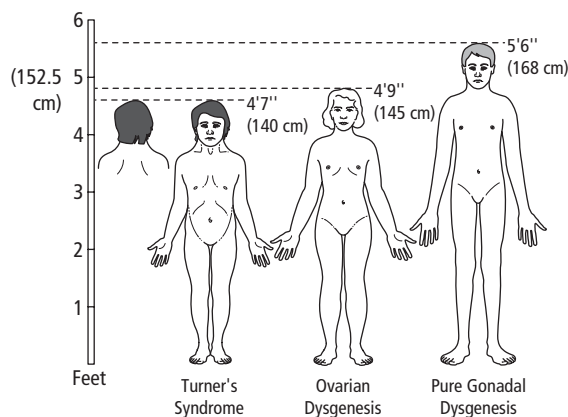 6
5'6''
(168 cm)
(152.5
cm)
5
4'7''
(140 cm)
4'9''
(145 cm)
4
3
2
1
Feet
Turner's
Syndrome
Ovarian
Dysgenesis
Pure Gonadal
Dysgenesis